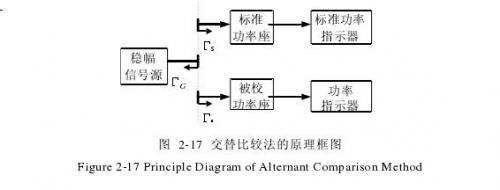 标准
功率座
标准功率
指示器
Γs
稳幅
信号源
ΓG
被校
功率座
功率
指示器
图 2-17 交替比较法的原理框图
Figure 2-17 Principle Diagram of Alternant Comparison Method